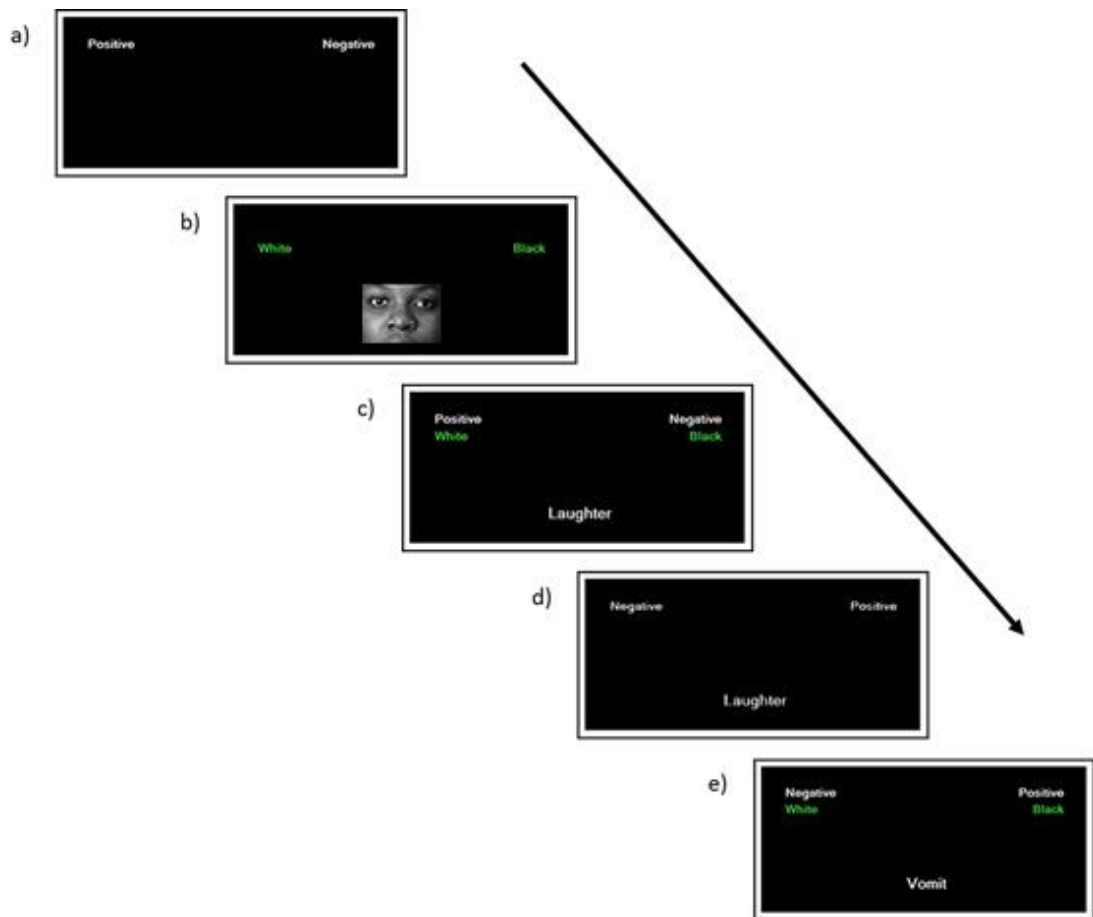 a)
Positive Negative
b)
White Black
c)
Positive Negative
White Black
Laughter
d)
Negative Positive
Laughter
e)
Negative Positive
White Black
Vomit